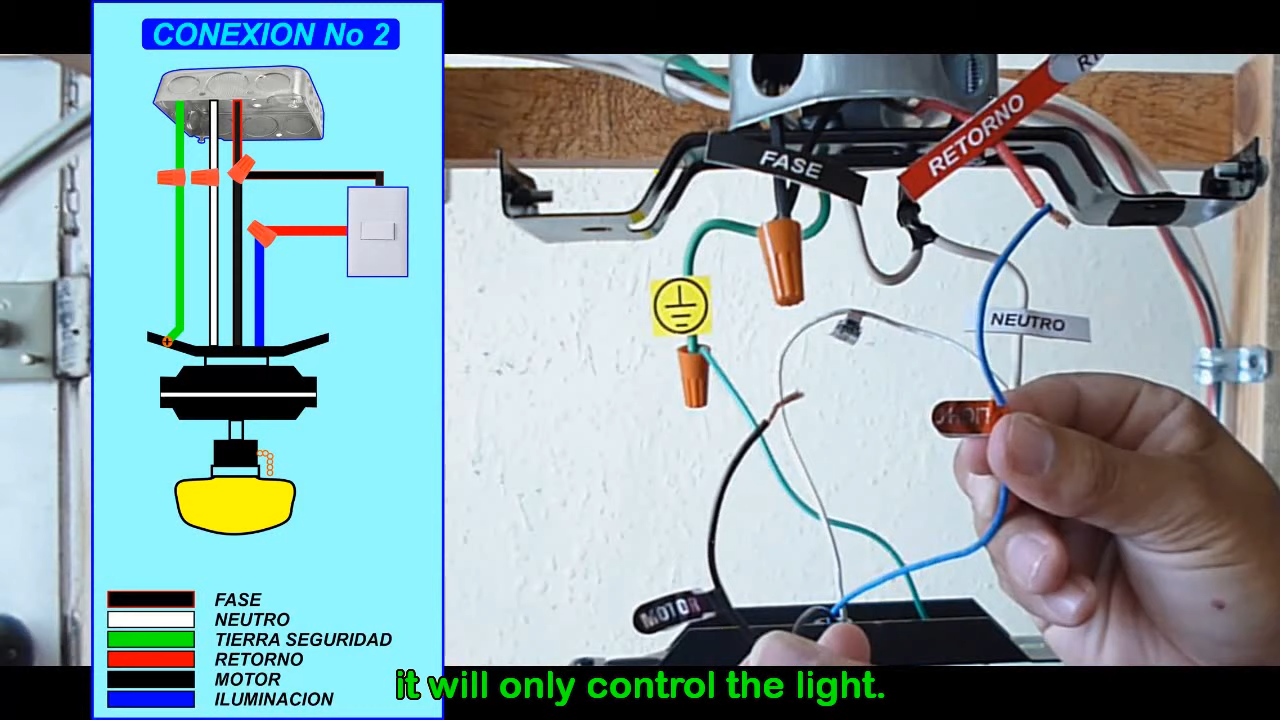 CONEXION No 2
FASE
NEUTRO
TIERRA SEGURIDAD
RETORNO
MOTOR
ILUMINACION
FASE
RETORNO
NEUTRO
MOTOR
it will only control the light.